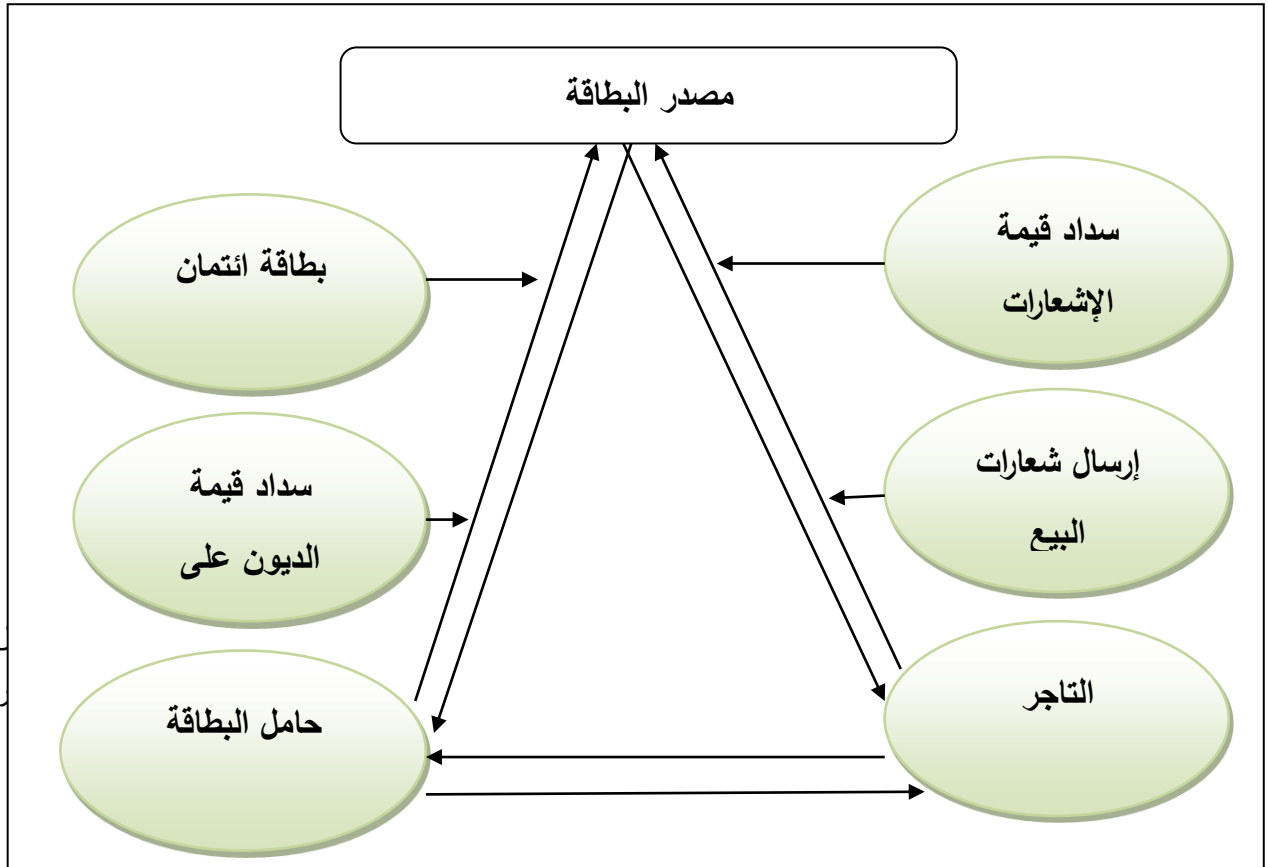 مصدر البطاقة
سداد قيمة
الإشعارات
بطاقة ائتمان
إرسال شعارات
البيع
سداد قيمة
الديون على
التاجر
حامل البطاقة